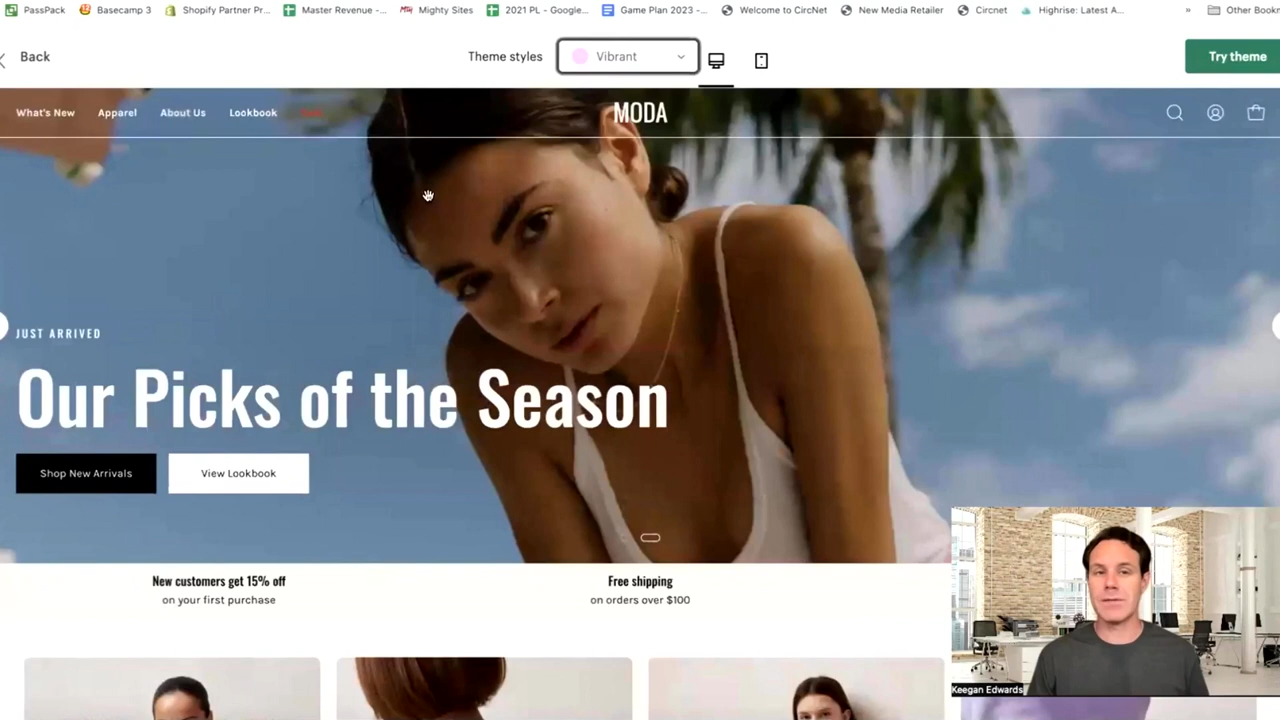 PassPack
Basecamp 3
Shopify Partner Pr...
Master Revenue -...
Mighty Sites
2021 PL - Google...
Game Plan 2023 -...
Welcome to CircNet
New Media Retailer
Circnet
Highrise: Latest A...
»
Other Bookm
Back
Theme styles
Vibrant
Try theme
What's New
Apparel
About Us
Lookbook
MODA
JUST ARRIVED
Our Picks of the Season
Shop New Arrivals
View Lookbook
New customers get 15% off
on your first purchase
Free shipping
on orders over $100
Keegan Edwards